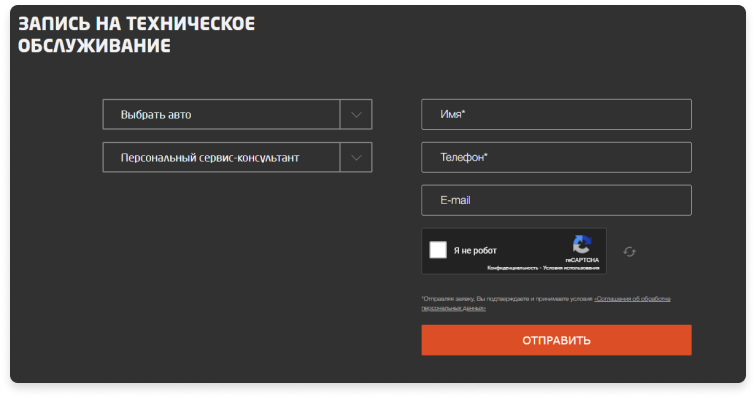 ЗАПИСЬ НА ТЕХНИЧЕСКОЕ
ОБСЛУЖИВАНИЕ
Выбрать авто
Персональный сервис-консультант
Имя*
Телефон*
E-mail
Я не робот
reCAPTCHA
Конфиденциальность - Условия использования
*Отправляя заявку, Вы подтверждаете и принимаете условия «Соглашения об обработке
персональных данных»
ОТПРАВИТЬ